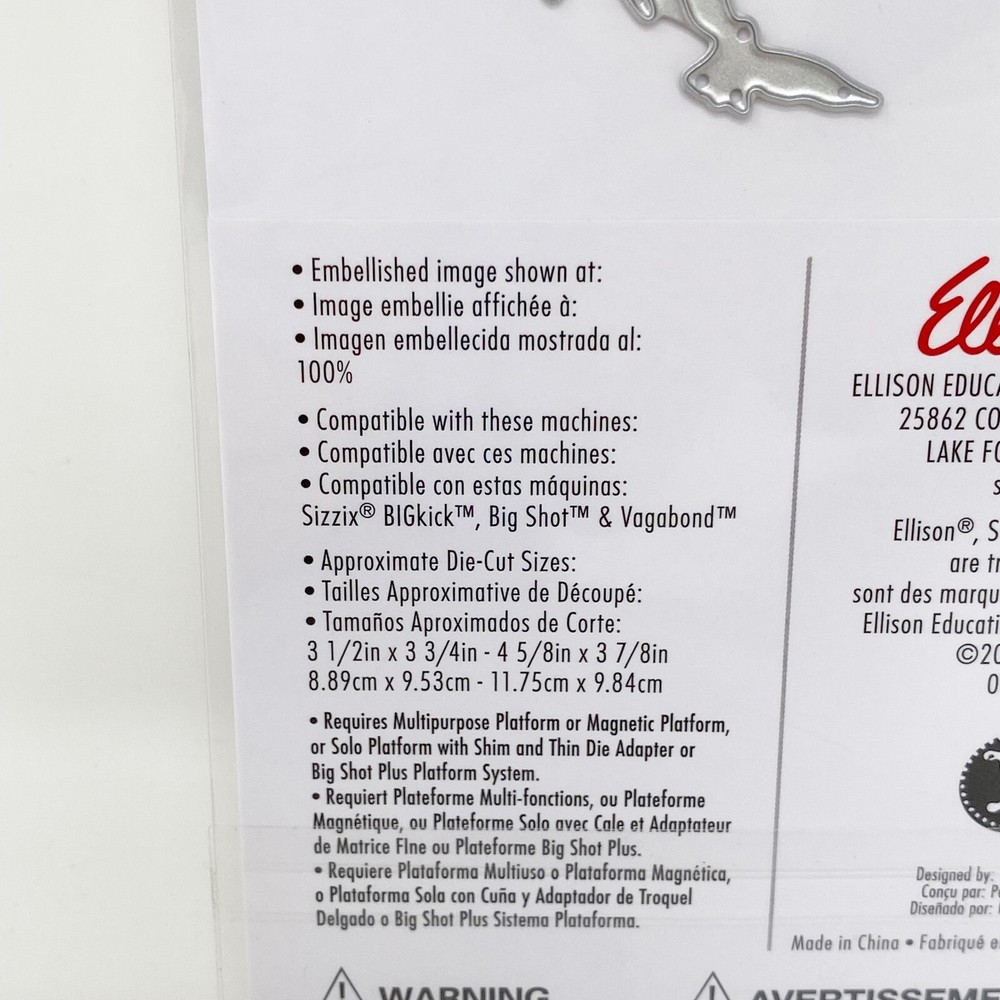 • Embellished image shown at:
• Image embellie affichée à:
• Imagen embellecida mostrada al:
100%
• Compatible with these machines:
• Compatible avec ces machines:
• Compatible con estas máquinas:
Sizzix® BIGkick™, Big Shot™ & Vagabond™
• Approximate Die-Cut Sizes:
• Tailles Approximative de Découpé:
• Tamaños Aproximados de Corte:
3 1/2in x 3 3/4in - 4 5/8in x 3 7/8in
8.89cm x 9.53cm - 11.75cm x 9.84cm
• Requires Multipurpose Platform or Magnetic Platform,
or Solo Platform with Shim and Thin Die Adapter or
Big Shot Plus Platform System.
• Requiert Plateforme Multi-fonctions, ou Plateforme
Magnétique, ou Plateforme Solo avec Cale et Adaptateur
de Matrice FIne ou Plateforme Big Shot Plus.
• Requiere Plataforma Multiuso o Plataforma Magnética,
o Plataforma Sola con Cuña y Adaptador de Troquel
Delgado o Big Shot Plus Sistema Plataforma.
WARNING
ELLISON
25862
LAKE
Ellison®,
are
sont des
Ellison
Designed by:
Conçu par:
Diseñado por:
Made in China • Fabriqué